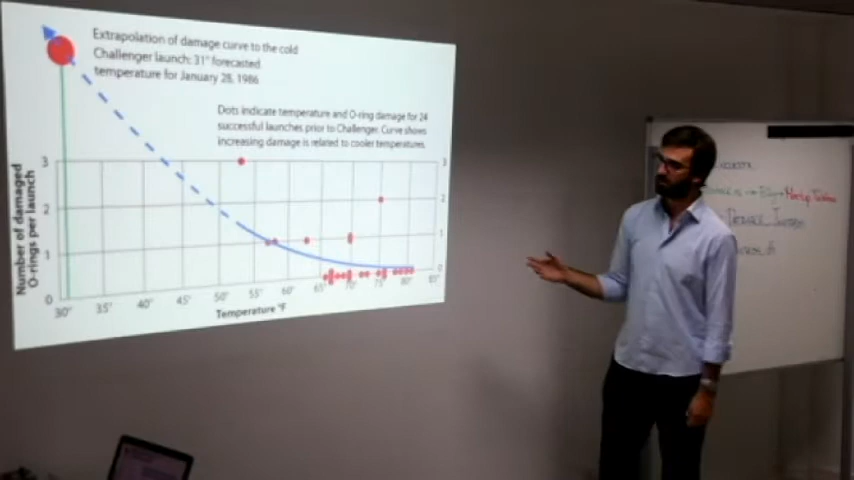 Extrapolation of damage curve to the cold
Challenger launch: 31° forecasted
temperature for January 28, 1986
Dots indicate temperature and O-ring damage for 24
successful launches prior to Challenger. Curve shows
increasing damage is related to cooler temperatures.
Number of damaged
O-rings per launch
3
2
1
0
3
2
1
0
30° 35° 40° 45° 50° 55° 60° 65° 70° 75° 80° 85°
Temperature °F